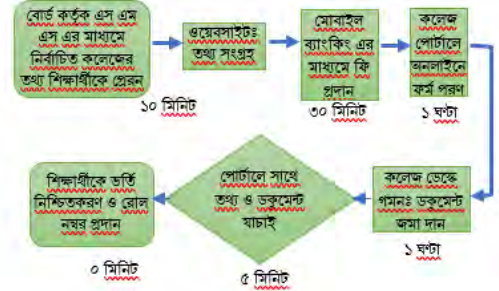 বোর্ড কর্তৃক এস এম
এস এর মাধ্যমে
নির্বাচিত কলেজের
তথ্য শিক্ষার্থীকে প্রেরন
ওয়েবসাইটঃ
তথ্য সংগ্রহ
মোবাইল
ব্যাংকিং এর
মাধ্যমে ফি
প্রদান
কলেজ
পোর্টালে
অনলাইনে
ফর্ম পূরণ
১০ মিনিট
৩০ মিনিট
১ ঘণ্টা
কলেজ ডেস্কে
গমনঃ ডকুমেন্ট
জমা দান
১ ঘণ্টা
পোর্টালে সাথে
তথ্য ও ডকুমেন্ট
যাচাই
৫ মিনিট
শিক্ষার্থীকে ভর্তি
নিশ্চিতকরণ ও রোল
নম্বর প্রদান
০ মিনিট